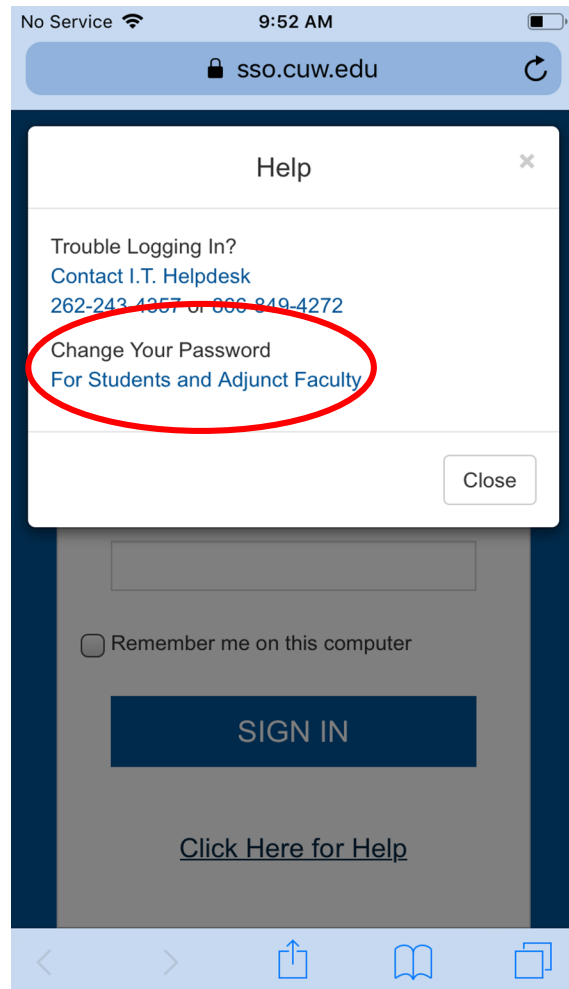 No Service 9:52 AM
sso.cuw.edu
Help ×
Trouble Logging In?
Contact I.T. Helpdesk
262-243-4357 or 866-849-4272
Change Your Password
For Students and Adjunct Faculty
Close
Remember me on this computer
SIGN IN
Click Here for Help